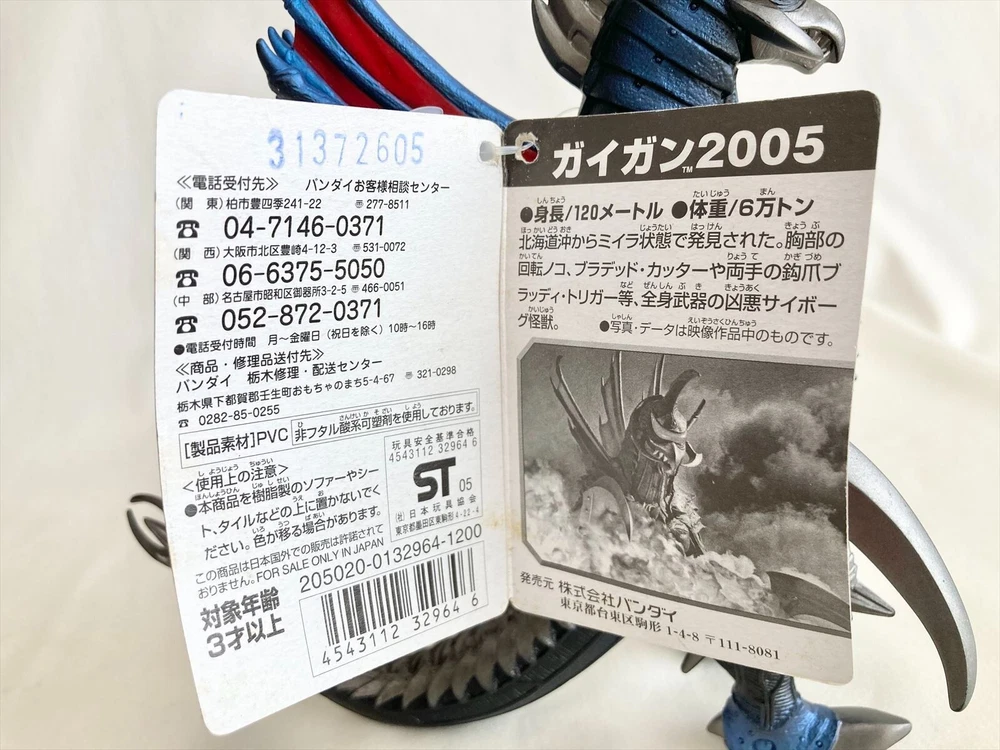 31372605
≪電話受付先≫ バンダイお客様相談センター
(関 東)柏市豊四季241-22 〠277-8511
☎ 04-7146-0371
(関 西)大阪市北区豊崎4-12-3 〠531-0072
☎ 06-6375-5050
(中 部)名古屋市昭和区御器所3-2-5 〠466-0051
☎ 052-872-0371
●電話受付時間 月～金曜日(祝日を除く)10時～16時
≪商品・修理品送付先≫
バンダイ 栃木修理・配送センター
栃木県下都賀郡壬生町おもちゃのまち5-4-67 〠321-0298
☎ 0282-85-0255
[製品素材]PVC 非フタル酸系可塑剤を使用しております。
<使用上の注意>
●本商品を樹脂製のソファーやシー
ト、タイルなどの上に置かないでく
ださい。色が移る場合があります。
この商品は日本国外での販売は許諾されて
おりません。FOR SALE ONLY IN JAPAN
対象年齢
3才以上
玩具安全基準合格
4543112 32964 6
ST 05
(社)日本玩具協会
東京都墨田区東駒形4-22-4
205020-0132964-1200
4543112 329646
ガイガン™2005
●身長/120メートル ●体重/6万トン
北海道沖からミイラ状態で発見された。胸部の
回転ノコ、ブラデッド・カッターや両手の鈎爪ブ
ラッディ・トリガー等、全身武器の凶悪サイボー
グ怪獣。 ●写真・データは映像作品中のものです。
発売元 株式会社バンダイ
東京都台東区駒形1-4-8 〒111-8081